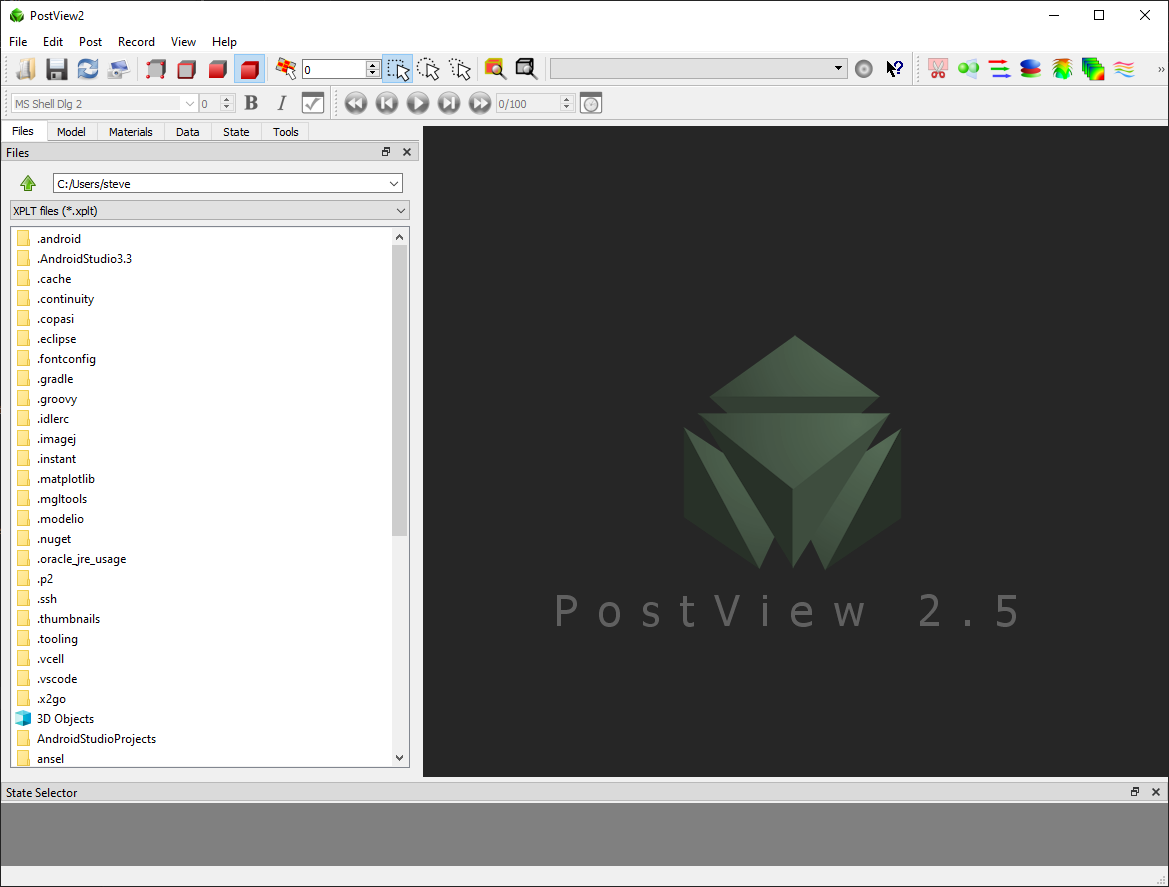 PostView2
File Edit Post Record View Help
0
MS Shell Dlg 2 0 B I 0/100
Files Model Materials Data State Tools
Files
C:/Users/steve
XPLT files (*.xplt)
.android
.AndroidStudio3.3
.cache
.continuity
.copasi
.eclipse
.fontconfig
.gradle
.groovy
.idlerc
.imagej
.instant
.matplotlib
.mgltools
.modelio
.nuget
.oracle_jre_usage
.p2
.ssh
.thumbnails
.tooling
.vcell
.vscode
.x2go
3D Objects
AndroidStudioProjects
ansel
PostView 2.5
State Selector